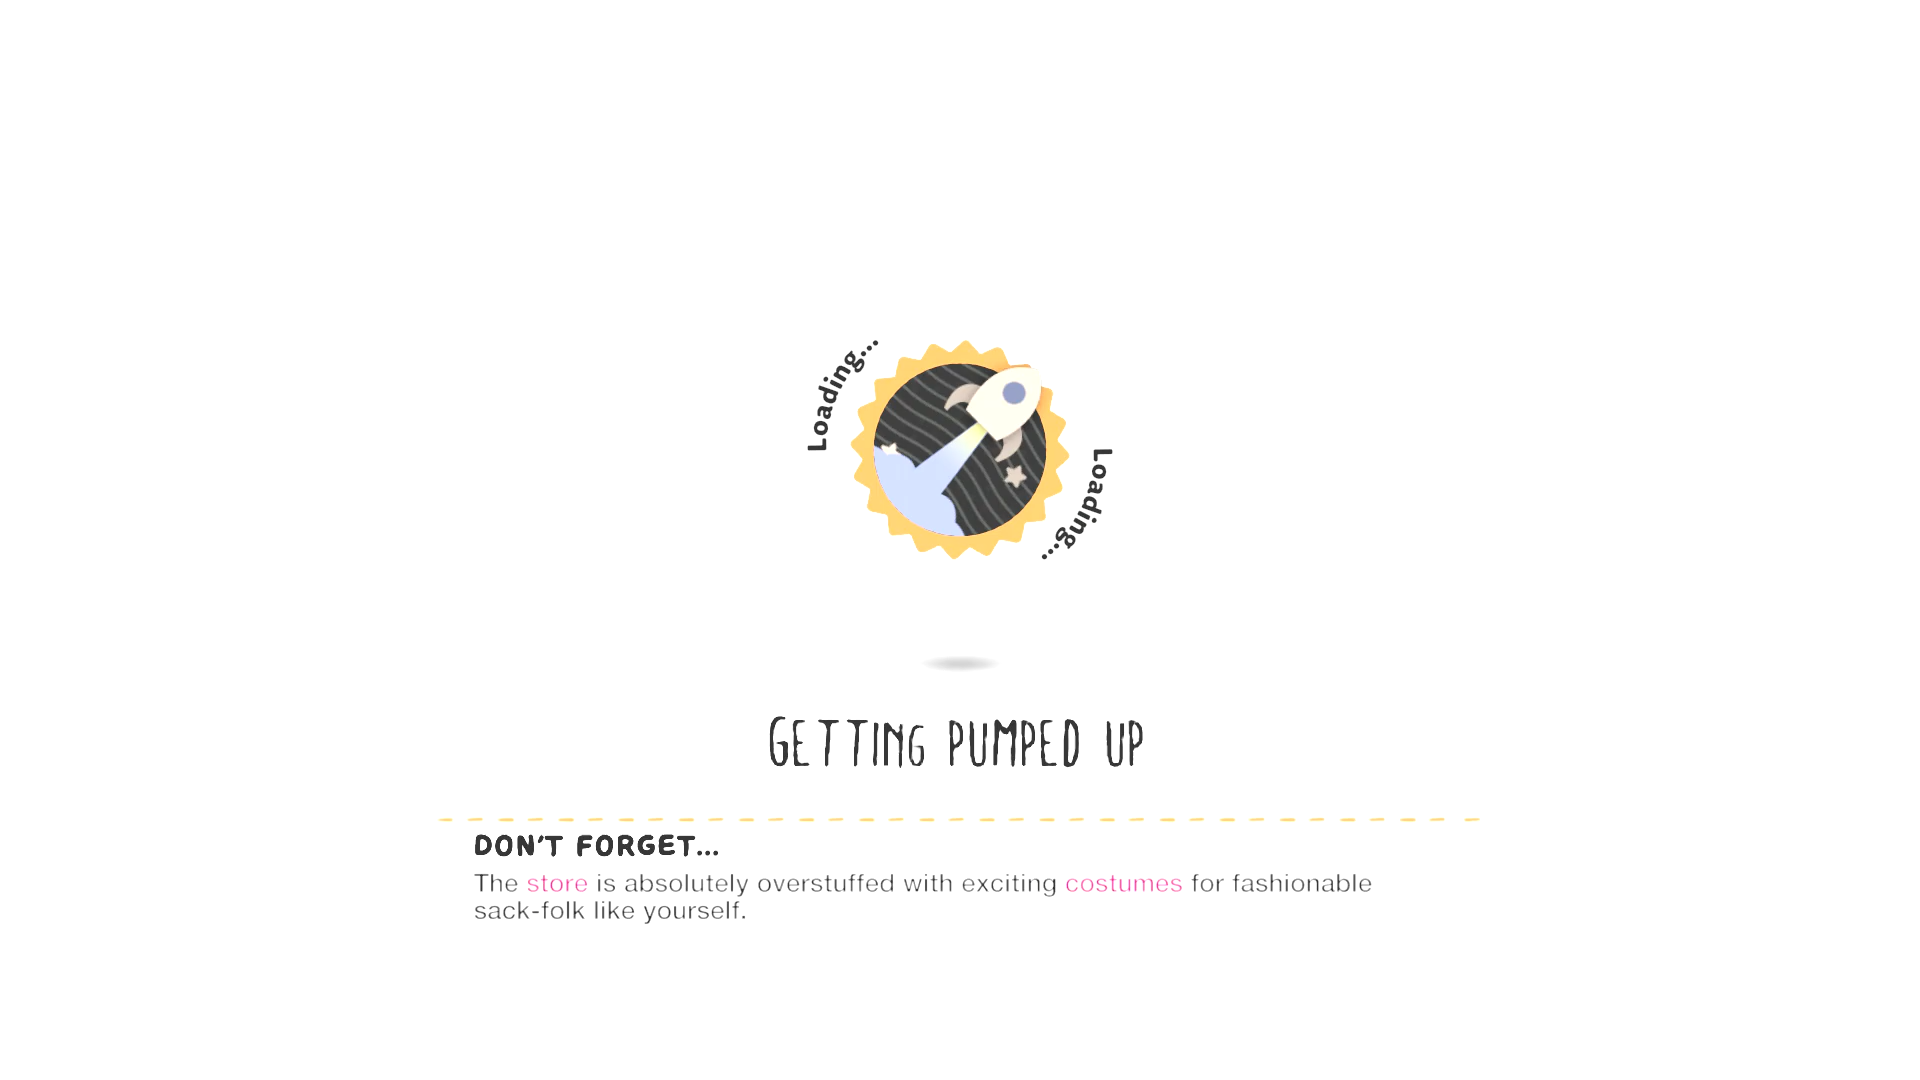 Loading...
Loading...
GETTING PUMPED UP
DON'T FORGET...
The store is absolutely overstuffed with exciting costumes for fashionable
sack-folk like yourself.